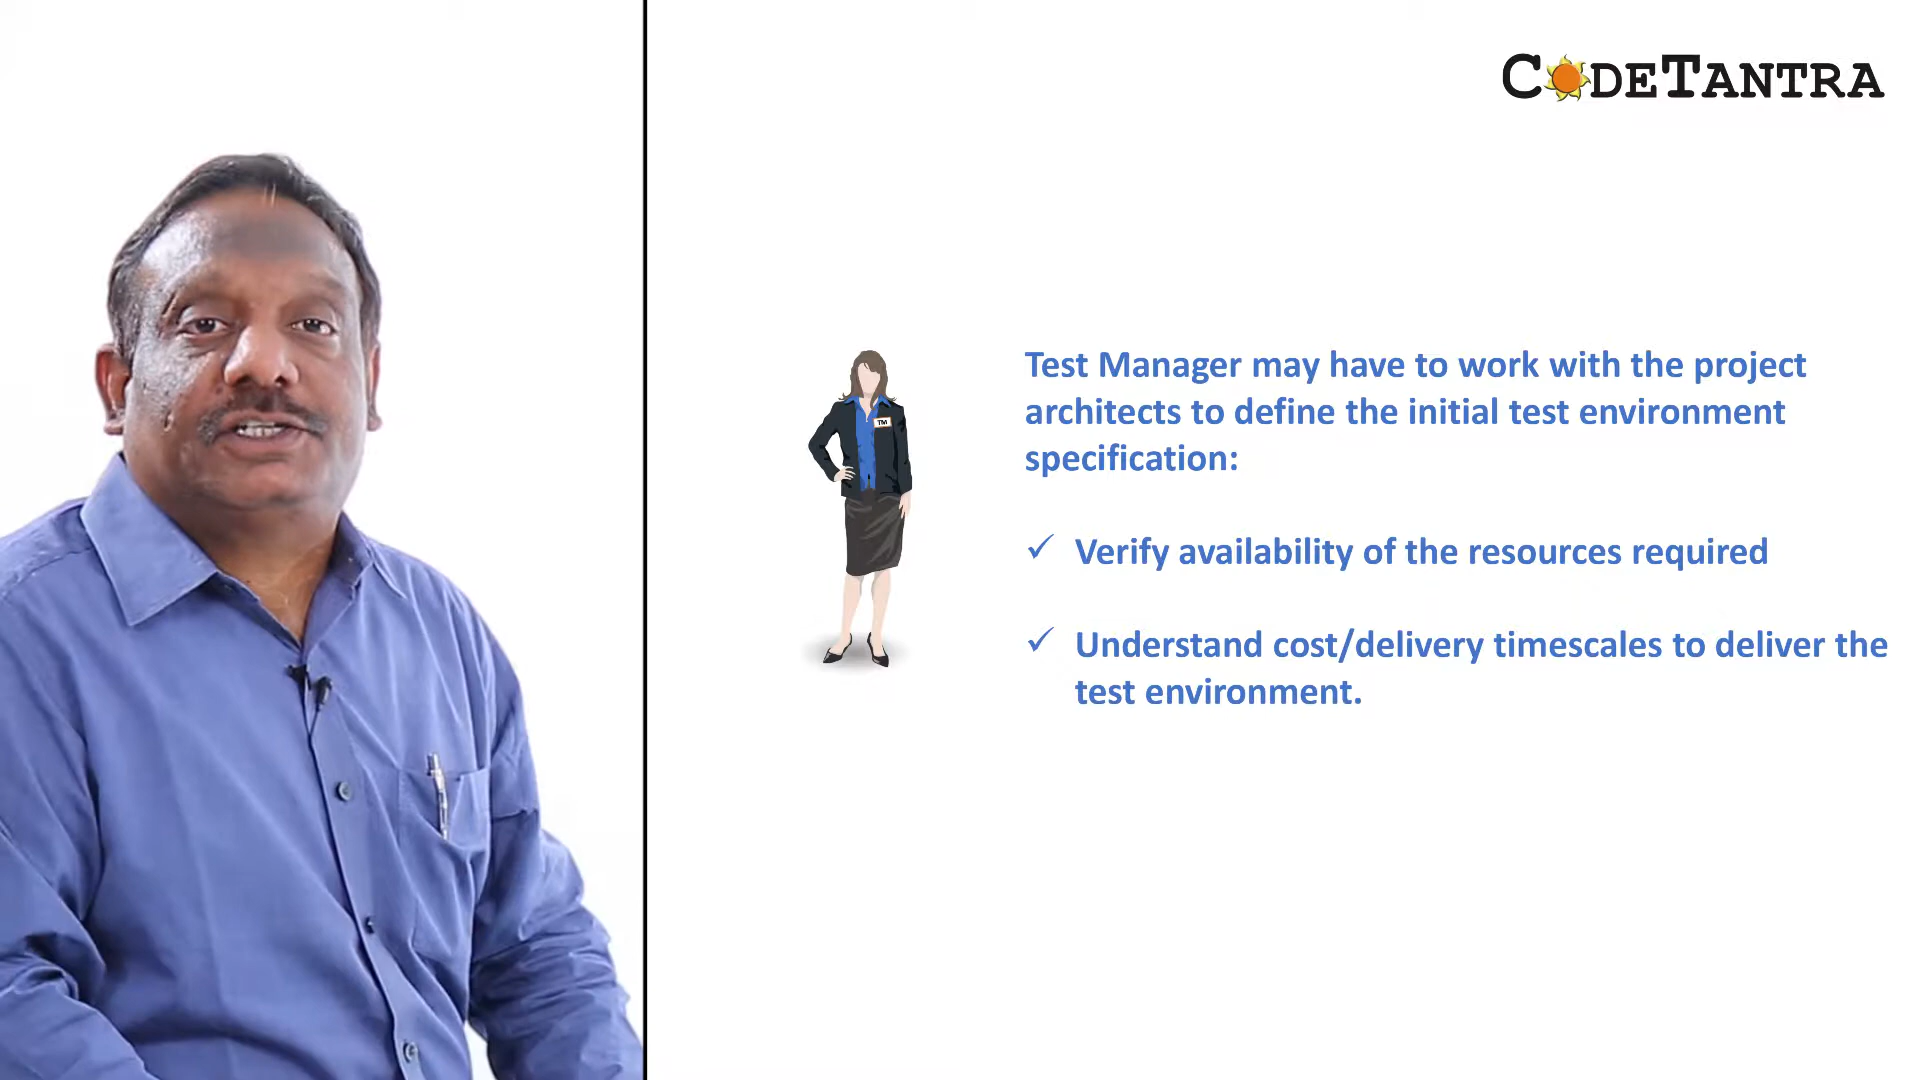 CODETANTRA
Test Manager may have to work with the project
architects to define the initial test environment
specification:
TM
✓ Verify availability of the resources required
✓ Understand cost/delivery timescales to deliver the
test environment.